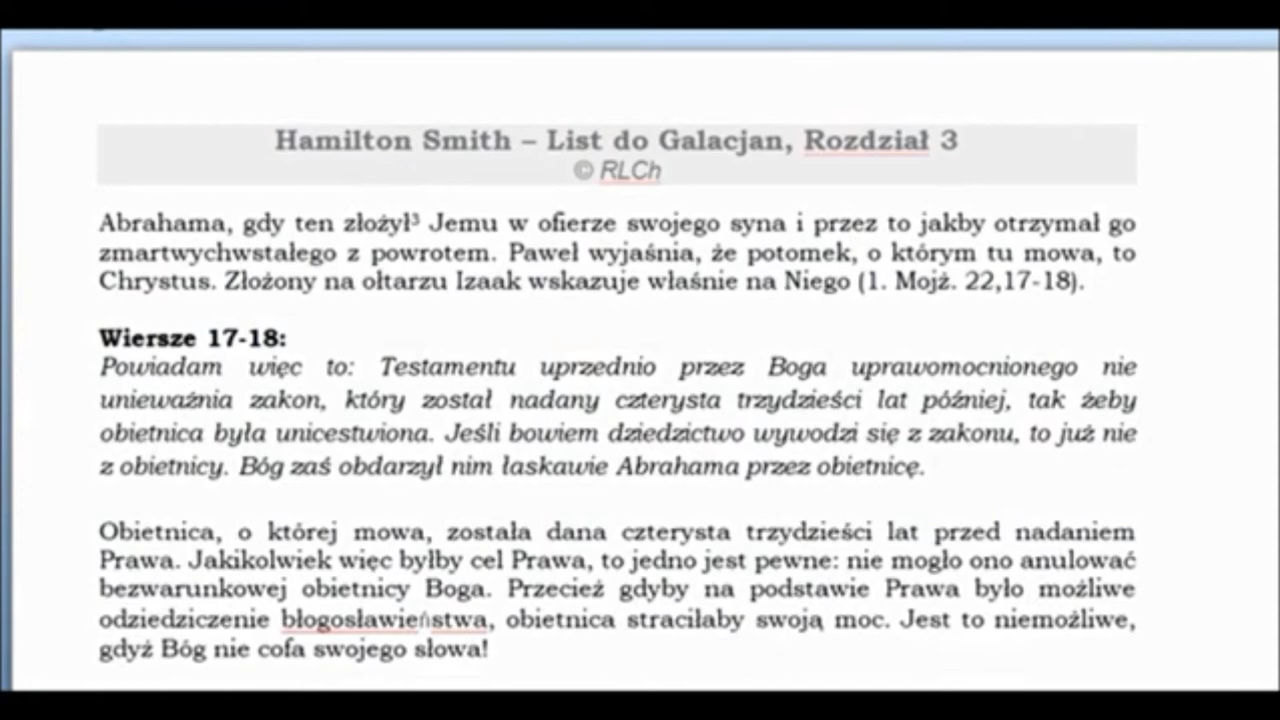 Hamilton Smith – List do Galacjan, Rozdział 3
© RLCh
Abrahama, gdy ten złożył³ Jemu w ofierze swojego syna i przez to jakby otrzymał go
zmartwychwstałego z powrotem. Paweł wyjaśnia, że potomek, o którym tu mowa, to
Chrystus. Złożony na ołtarzu Izaak wskazuje właśnie na Niego (1. Mojż. 22,17-18).
Wiersze 17-18:
Powiadam więc to: Testamentu uprzednio przez Boga uprawomocnionego nie
unieważnia zakon, który został nadany czterysta trzydzieści lat później, tak żeby
obietnica była unicestwiona. Jeśli bowiem dziedzictwo wywodzi się z zakonu, to już nie
z obietnicy. Bóg zaś obdarzył nim łaskawie Abrahama przez obietnicę.
Obietnica, o której mowa, została dana czterysta trzydzieści lat przed nadaniem
Prawa. Jakikolwiek więc byłby cel Prawa, to jedno jest pewne: nie mogło ono anulować
bezwarunkowej obietnicy Boga. Przecież gdyby na podstawie Prawa było możliwe
odziedziczenie błogosławieństwa, obietnica straciłaby swoją moc. Jest to niemożliwe,
gdyż Bóg nie cofa swojego słowa!